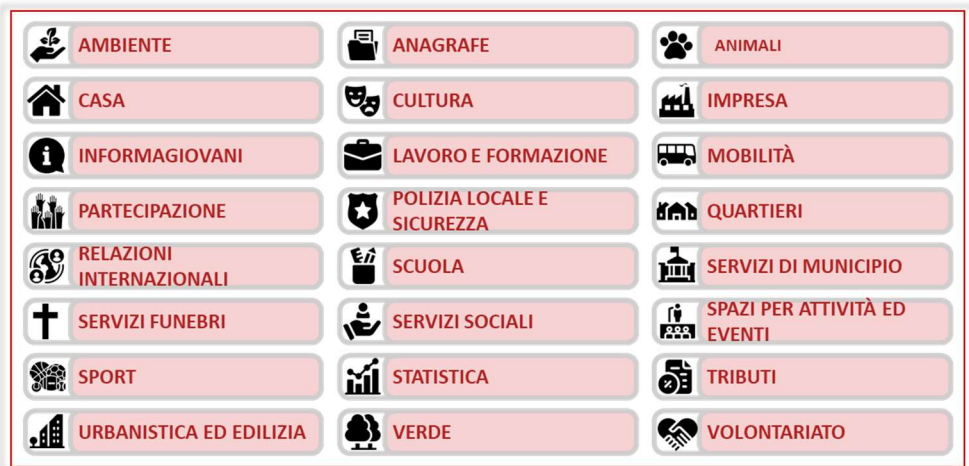 AMBIENTE
ANAGRAFE
ANIMALI
CASA
CULTURA
IMPRESA
INFORMAGIOVANI
LAVORO E FORMAZIONE
MOBILITÀ
PARTECIPAZIONE
POLIZIA LOCALE E
SICUREZZA
QUARTIERI
RELAZIONI
INTERNAZIONALI
SCUOLA
SERVIZI DI MUNICIPIO
SERVIZI FUNEBRI
SERVIZI SOCIALI
SPAZI PER ATTIVITÀ ED
EVENTI
SPORT
STATISTICA
TRIBUTI
URBANISTICA ED EDILIZIA
VERDE
VOLONTARIATO